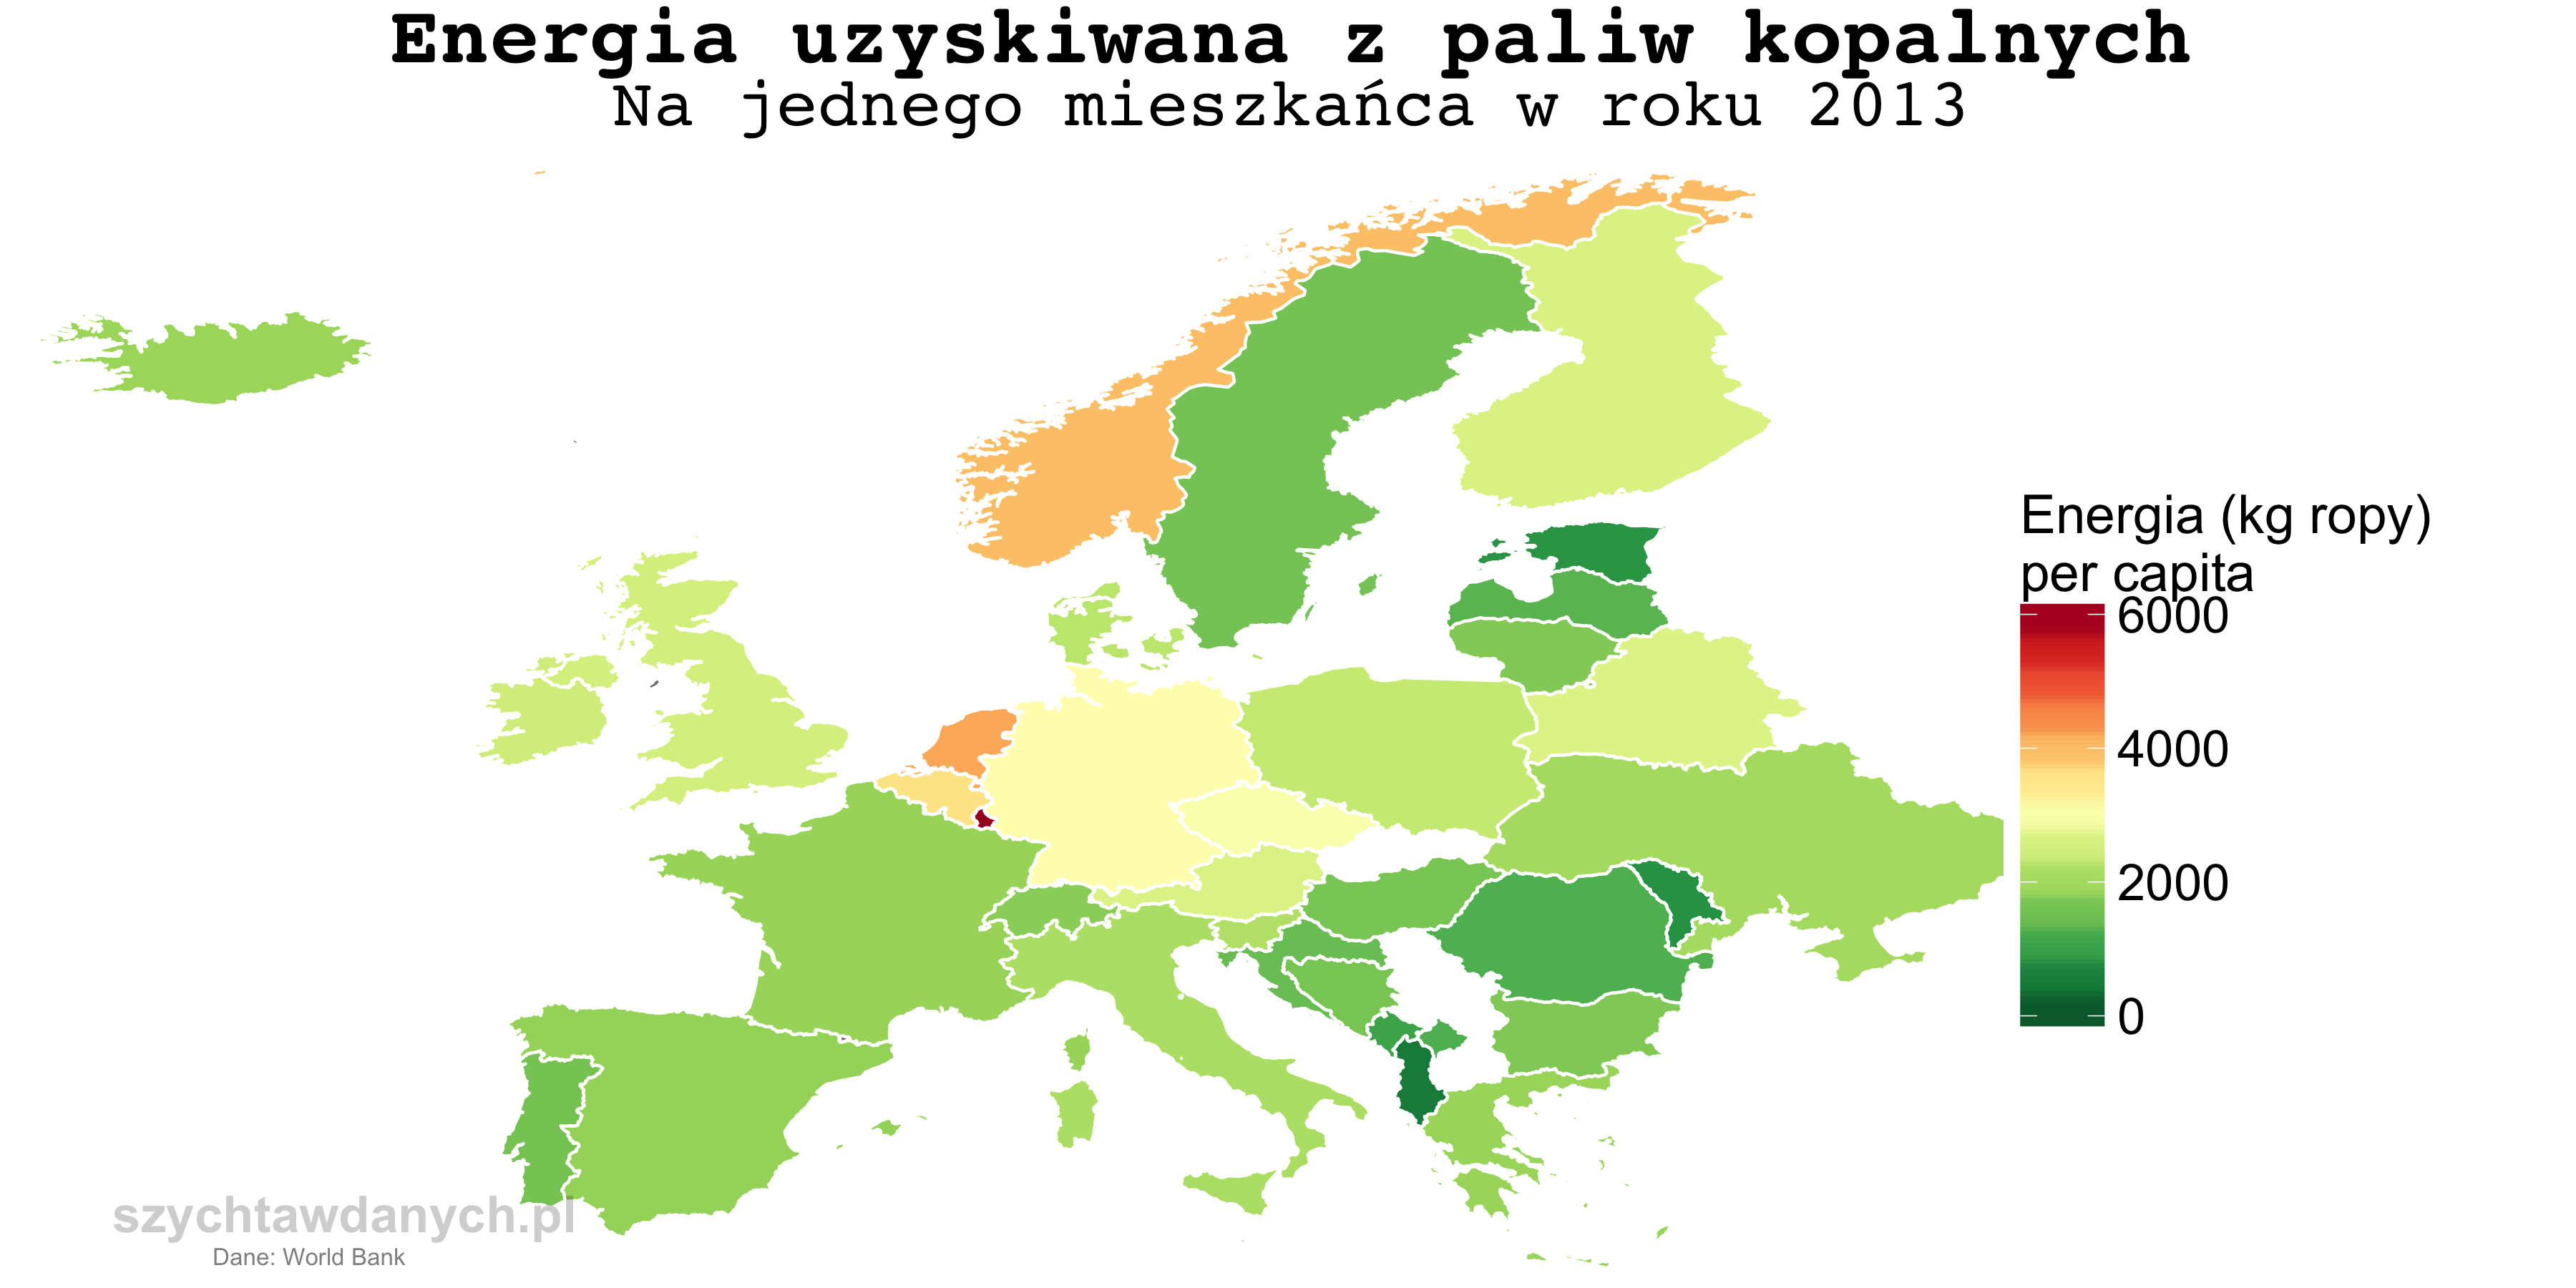 Energia uzyskiwana z paliw kopalnych
Na jednego mieszkańca w roku 2013
Energia (kg ropy)
per capita
6000
4000
2000
0
szychtawdanych.pl
Dane: World Bank